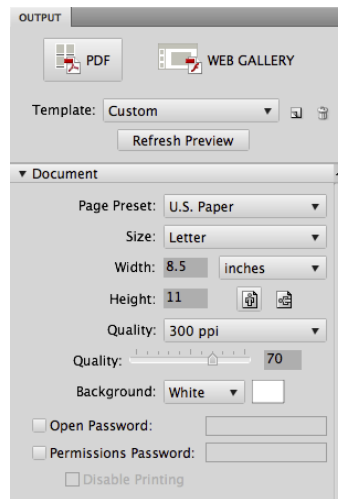 OUTPUT
PDF WEB GALLERY
Template: Custom
Refresh Preview
Document
Page Preset: U.S. Paper
Size: Letter
Width: 8.5 inches
Height: 11
Quality: 300 ppi
Quality: 70
Background: White
Open Password:
Permissions Password:
Disable Printing